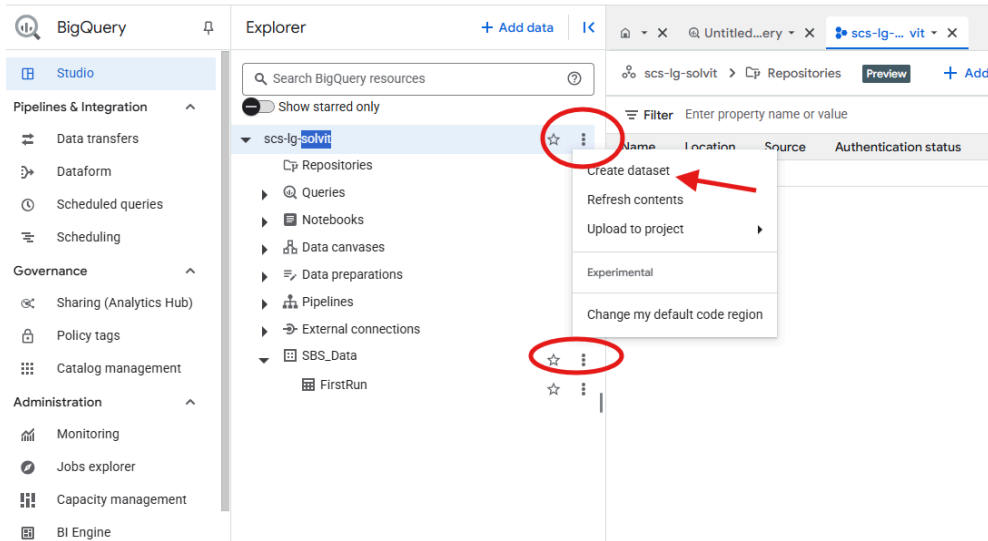 BigQuery
Studio
Pipelines & Integration
Data transfers
Dataform
Scheduled queries
Scheduling
Governance
Sharing (Analytics Hub)
Policy tags
Catalog management
Administration
Monitoring
Jobs explorer
Capacity management
BI Engine
Explorer
+ Add data
Search BigQuery resources
Show starred only
scs-lg-solvit
Repositories
Queries
Notebooks
Data canvases
Data preparations
Pipelines
External connections
SBS_Data
FirstRun
Create dataset
Refresh contents
Upload to project
Experimental
Change my default code region
Untitled...ery
scs-lg-... vit
scs-lg-solvit > Repositories Preview + Add
Filter Enter property name or value
Name Location Source Authentication status